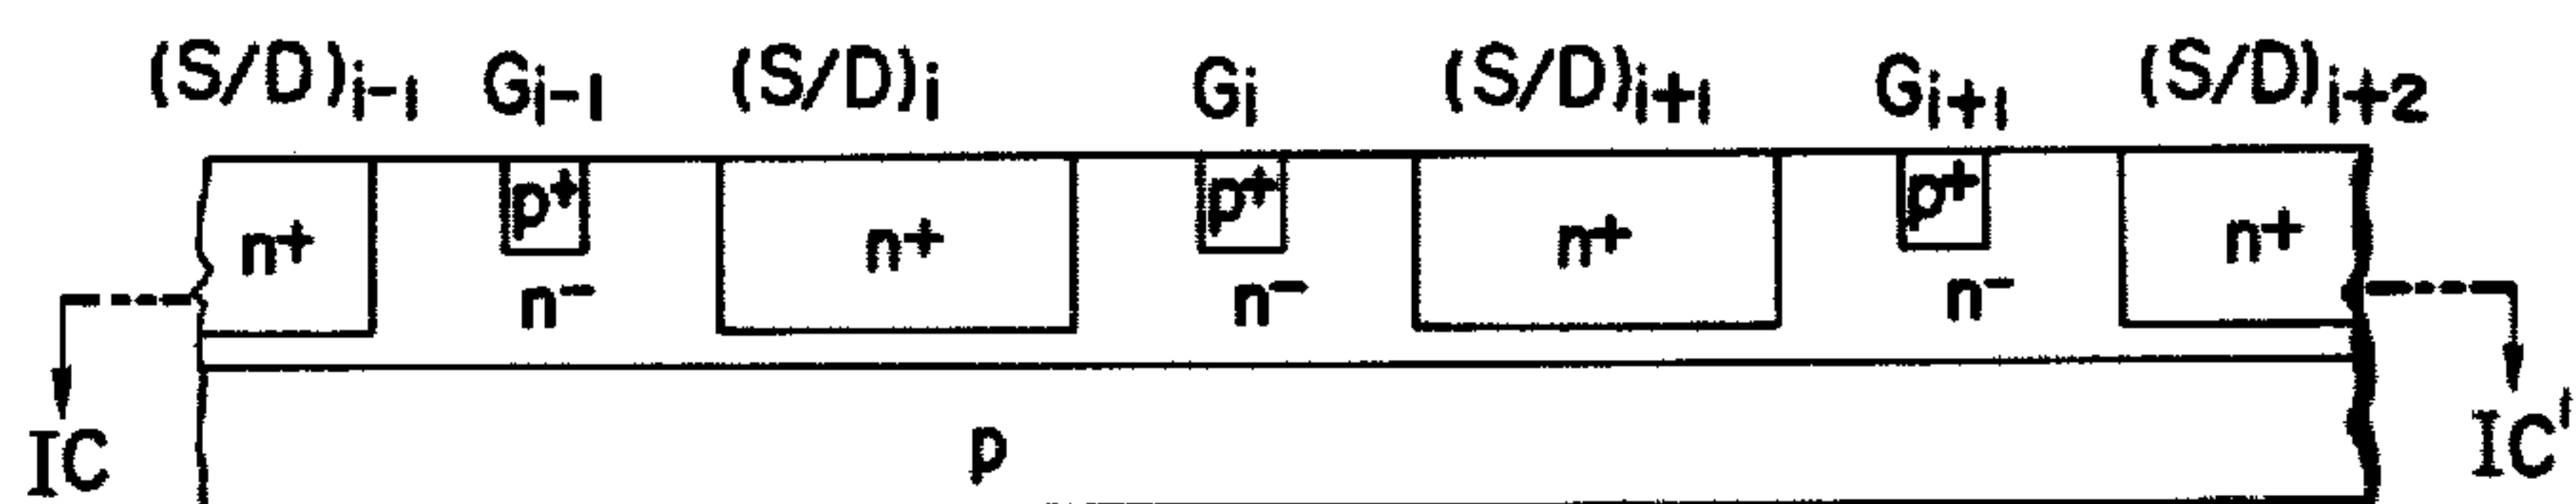 (S/D)i-1 Gi-1 (S/D)i Gi (S/D)i+1 Gi+1 (S/D)i+2
p+ p+ p+
n+ n+ n+ n+
n- n- n-
IC p IC'